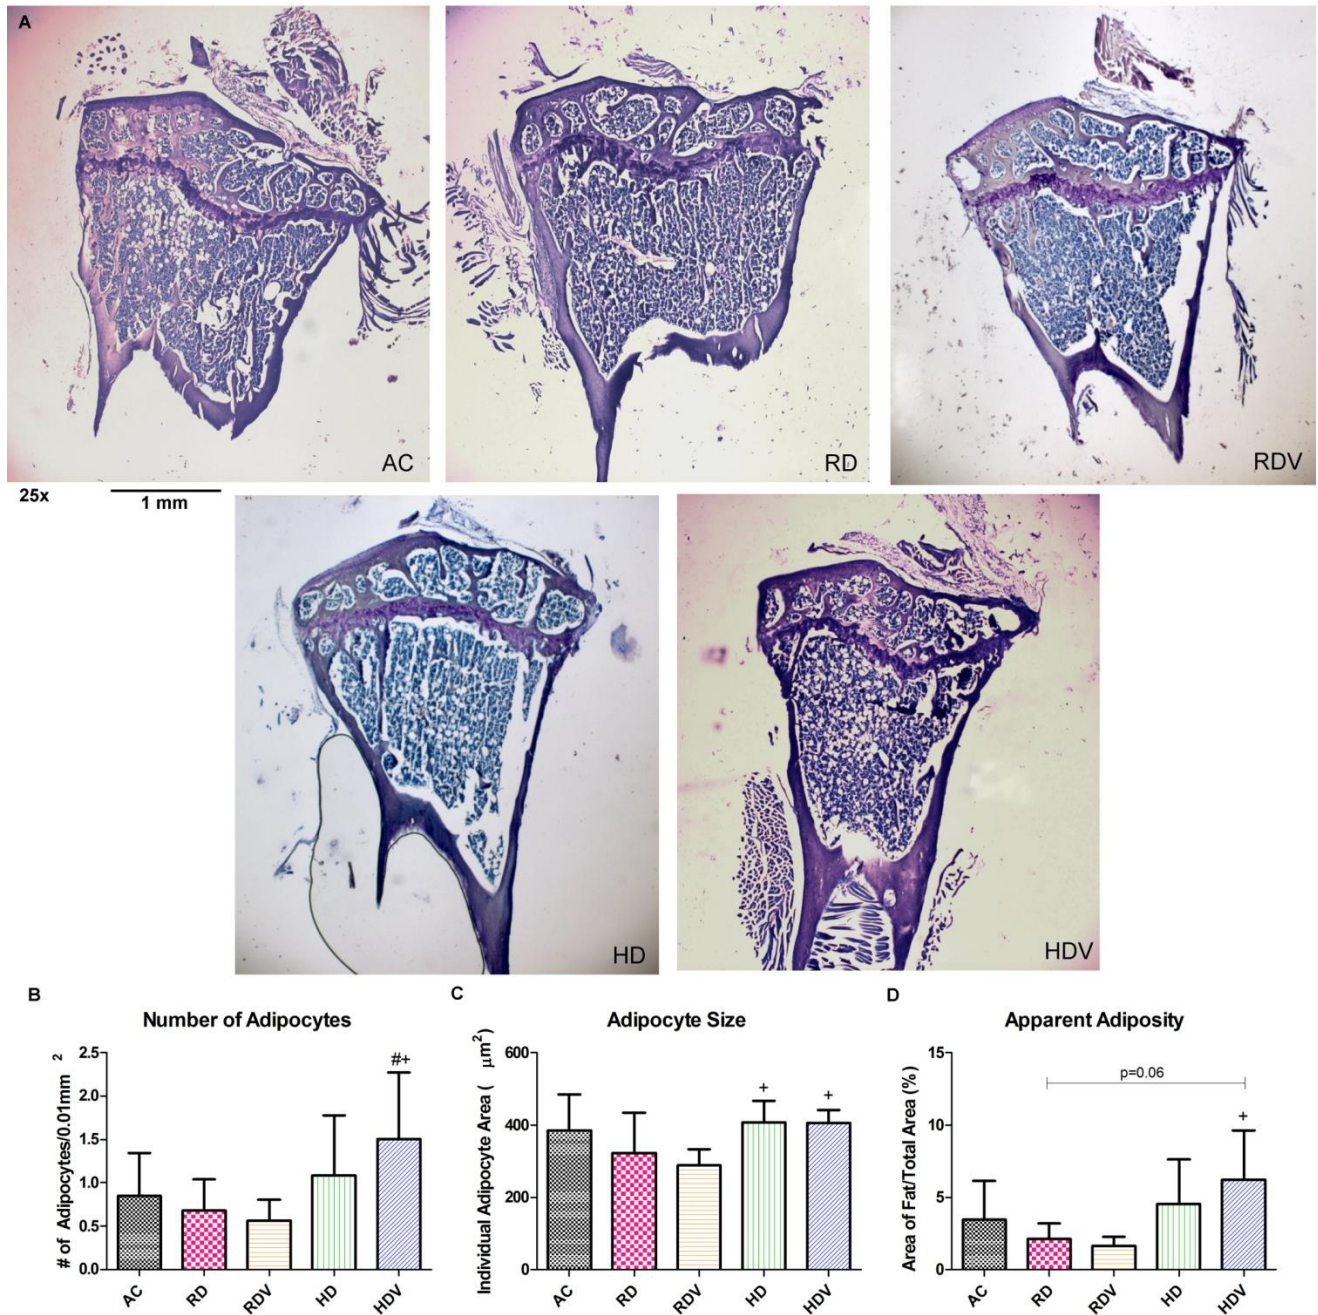 A
AC
RD
RDV
25x
1 mm
HD
HDV
B
Number of Adipocytes
# of Adipocytes/0.01mm 2
2.5
2.0
1.5
1.0
0.5
0.0
#+
AC
RD
RDV
HD
HDV
C
Adipocyte Size
Individual Adipocyte Area ( μm2)
600
400
200
0
+
+
AC
RD
RDV
HD
HDV
D
Apparent Adiposity
Area of Fat/Total Area (%)
15
10
5
0
p=0.06
+
AC
RD
RDV
HD
HDV